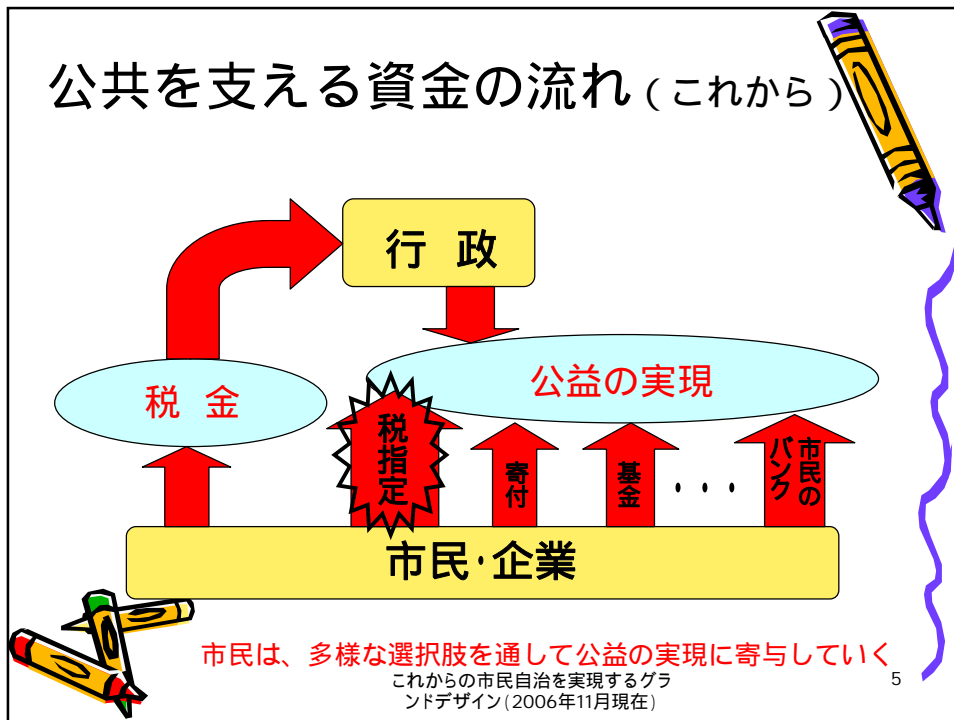 公共を支える資金の流れ(これから)
行 政
税 金
公益の実現
税指定
寄付
基金
・・・
市民の
バンク
市民・企業
市民は、多様な選択肢を通して公益の実現に寄与していく
これからの市民自治を実現するグラ
ンドデザイン(2006年11月現在)
5